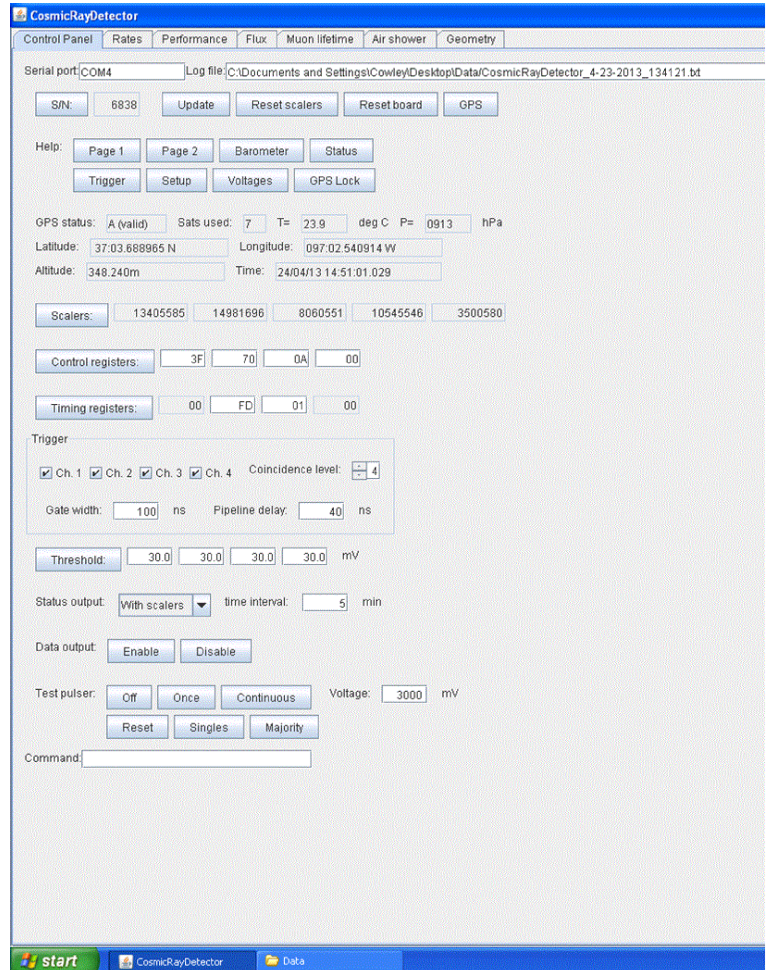 CosmicRayDetector
Control Panel Rates Performance Flux Muon lifetime Air shower Geometry
Serial port: COM4 Log file: C:\Documents and Settings\Cowley\Desktop\Data/CosmicRayDetector_4-23-2013_134121.txt
S/N: 6838 Update Reset scalers Reset board GPS
Help: Page 1 Page 2 Barometer Status
Trigger Setup Voltages GPS Lock
GPS status: A (valid) Sats used: 7 T= 23.9 deg C P= 0913 hPa
Latitude: 37:03.688965 N Longitude: 097:02.540914 W
Altitude: 348.240m Time: 24/04/13 14:51:01.029
Scalers: 13405585 14981696 8060551 10545546 3500580
Control registers: 3F 70 0A 00
Timing registers: 00 FD 01 00
Trigger
Ch. 1 Ch. 2 Ch. 3 Ch. 4 Coincidence level: 4
Gate width: 100 ns Pipeline delay: 40 ns
Threshold: 30.0 30.0 30.0 30.0 mV
Status output: With scalers time interval: 5 min
Data output: Enable Disable
Test pulser: Off Once Continuous Voltage: 3000 mV
Reset Singles Majority
Command:
start CosmicRayDetector Data